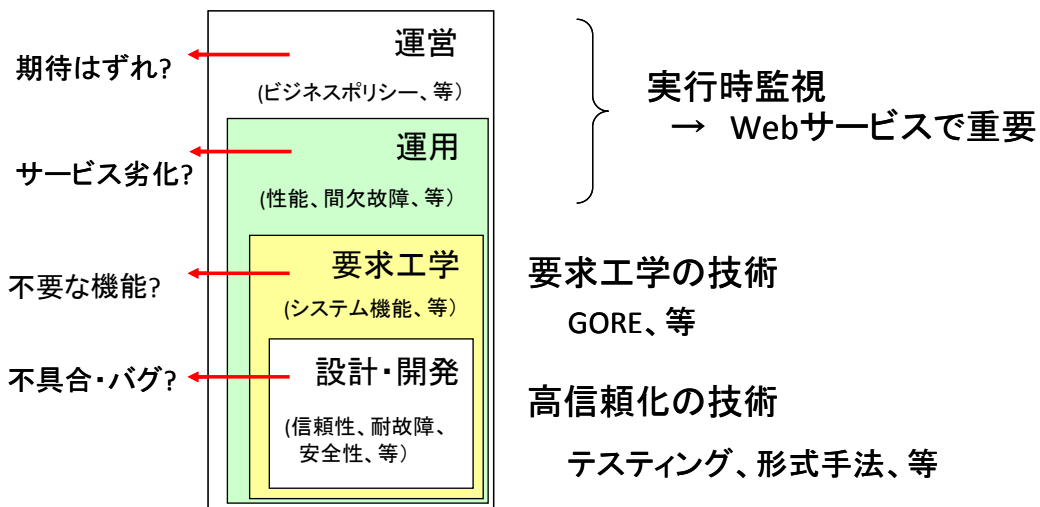 期待はずれ?
サービス劣化?
不要な機能?
不具合・バグ?
運営
(ビジネスポリシー、等)
運用
(性能、間欠故障、等)
要求工学
(システム機能、等)
設計・開発
(信頼性、耐故障、
安全性、等)
実行時監視
→ Webサービスで重要
要求工学の技術
GORE、等
高信頼化の技術
テスティング、形式手法、等